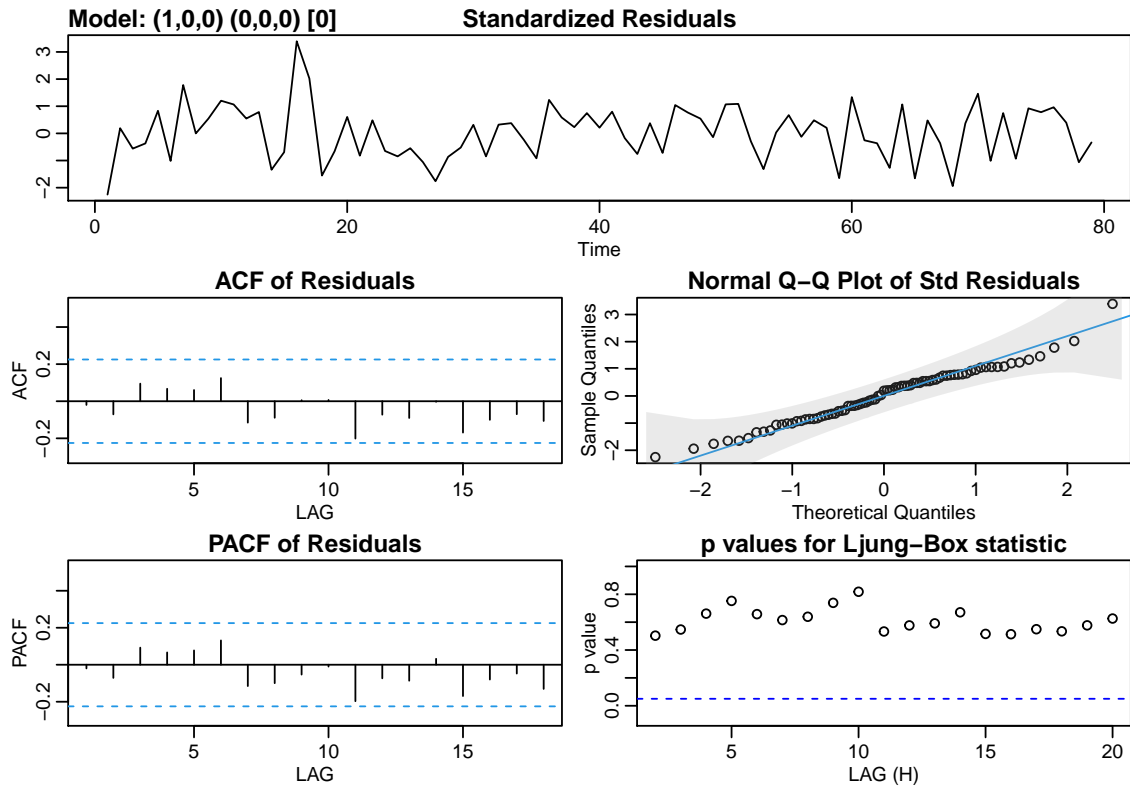 Model: (1,0,0) (0,0,0) [0]
Standardized Residuals
3
2
1
0
−2
0
20
40
60
80
Time
ACF of Residuals
ACF
0.2
−0.2
5
10
15
LAG
Normal Q−Q Plot of Std Residuals
Sample Quantiles
3
1
0
−2
−2
−1
0
1
2
Theoretical Quantiles
PACF of Residuals
PACF
0.2
−0.2
5
10
15
LAG
p values for Ljung−Box statistic
p value
0.8
0.4
0.0
5
10
15
20
LAG (H)